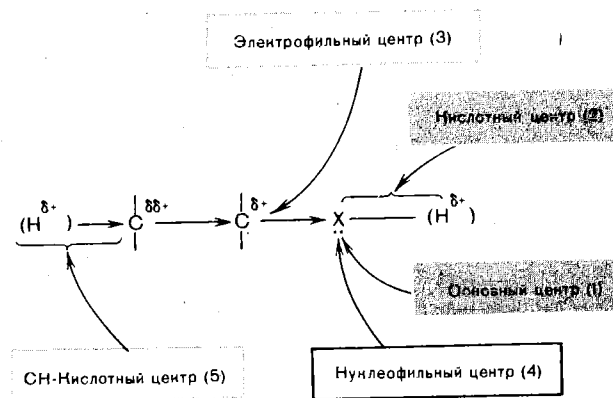 Электрофильный центр (3)
Кислотный центр (2)
(H δ+) C δδ+ C δ+ X (H δ+)
Основный центр (1)
CH-Кислотный центр (5)
Нуклеофильный центр (4)